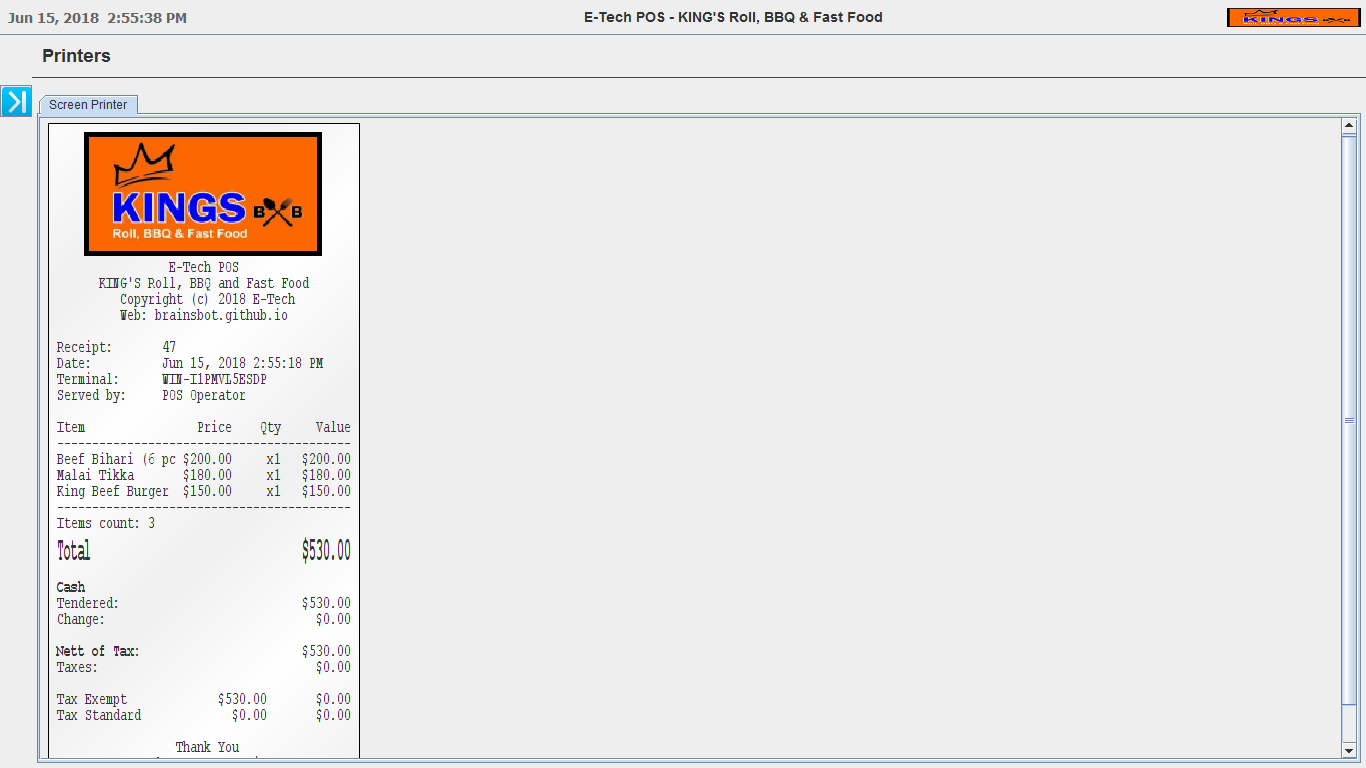 Jun 15, 2018  2:55:38 PM
E-Tech POS - KING'S Roll, BBQ & Fast Food
KINGS
Printers
Screen Printer
KINGS B B
Roll, BBQ & Fast Food
E-Tech POS
KING'S Roll, BBQ and Fast Food
Copyright (c) 2018 E-Tech
Web: brainsbot.github.io
Receipt: 47
Date: Jun 15, 2018 2:55:18 PM
Terminal: WIN-I1PMVL5ESDP
Served by: POS Operator
Item Price Qty Value
------------------------------------------
Beef Bihari (6 pc $200.00 x1 $200.00
Malai Tikka $180.00 x1 $180.00
King Beef Burger $150.00 x1 $150.00
------------------------------------------
Items count: 3
Total $530.00
Cash
Tendered: $530.00
Change: $0.00
Nett of Tax: $530.00
Taxes: $0.00
Tax Exempt $530.00 $0.00
Tax Standard $0.00 $0.00
Thank You